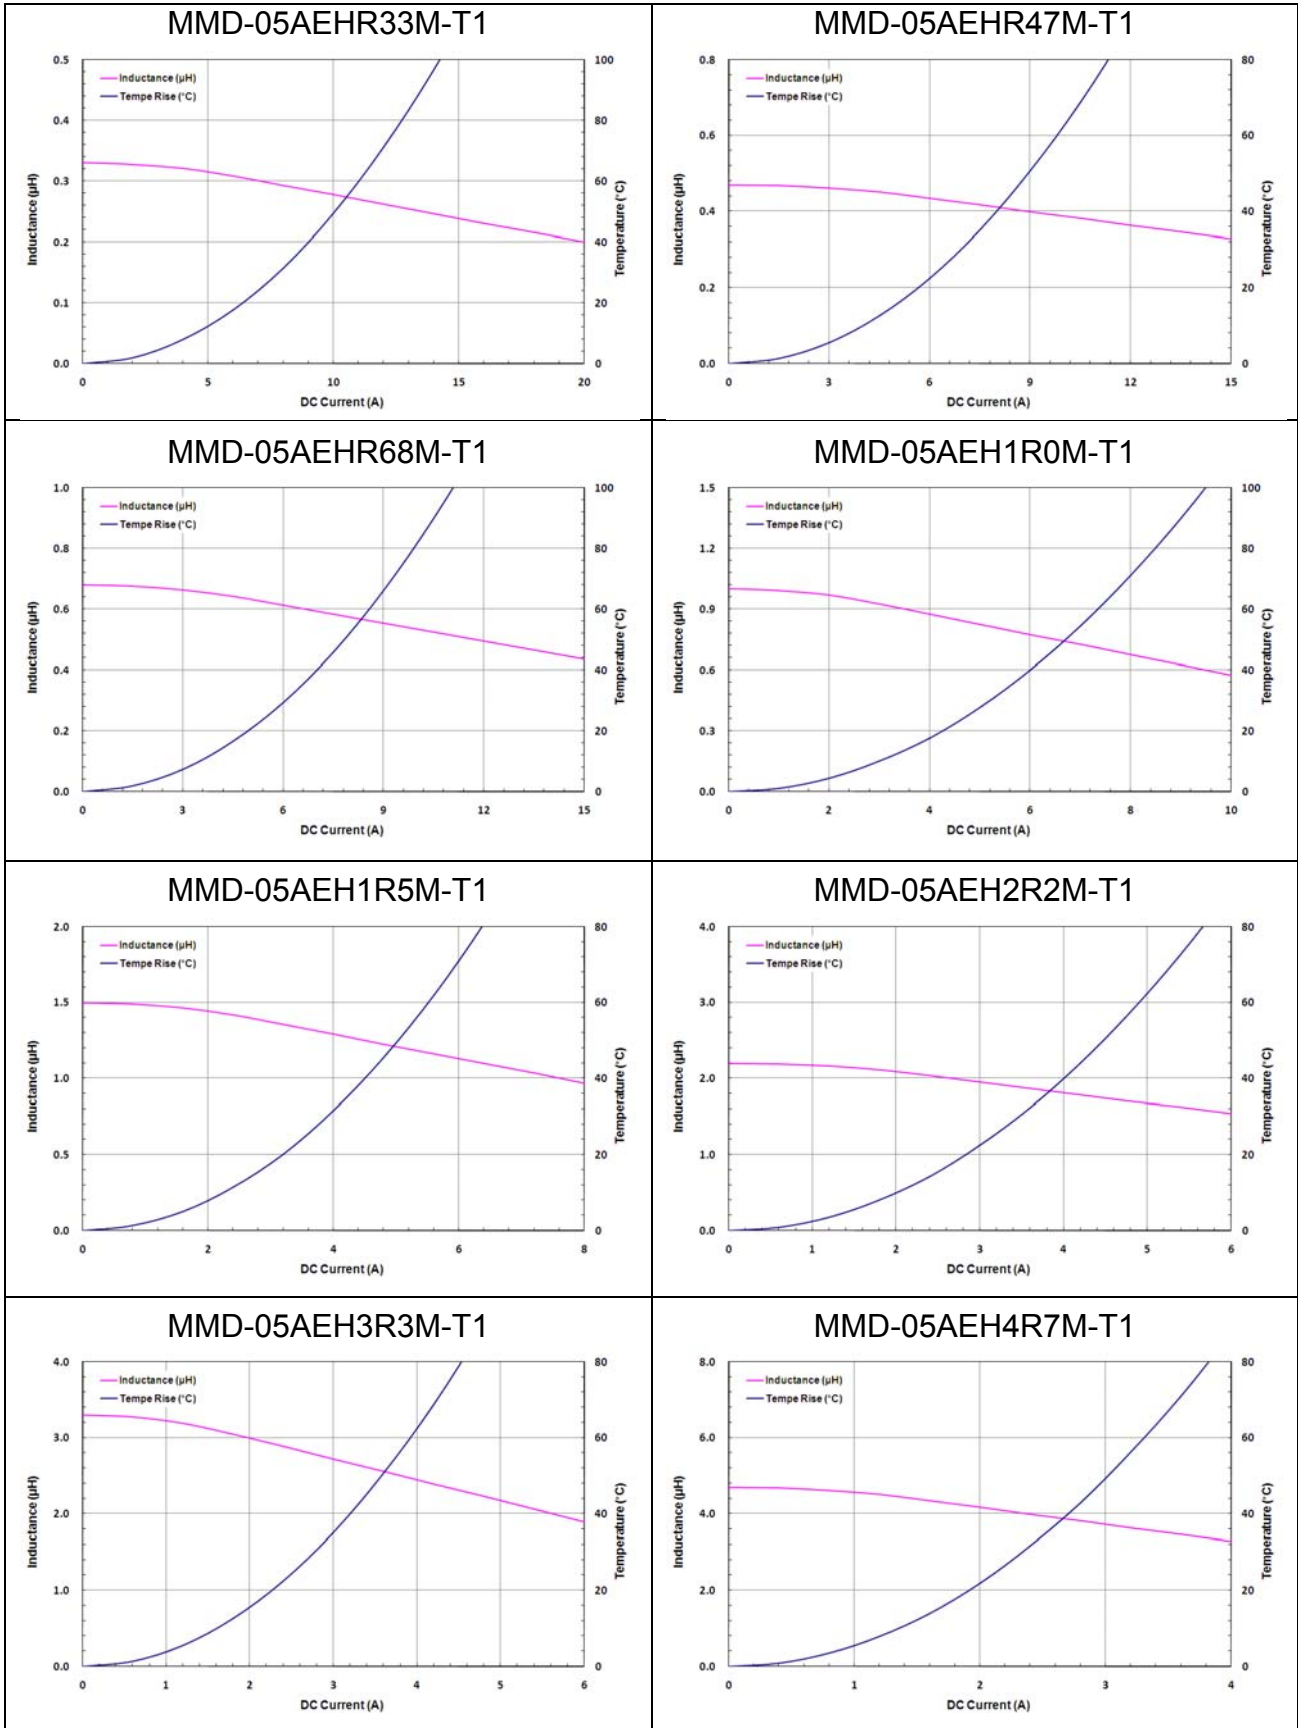 MMD-05AEHR33M-T1
Inductance (µH)
Tempe Rise (°C)
0.5
0.4
0.3
0.2
0.1
0.0
100
80
60
40
20
0
0 5 10 15 20
Inductance (µH)
Temperature (°C)
DC Current (A)
MMD-05AEHR47M-T1
Inductance (µH)
Tempe Rise (°C)
0.8
0.6
0.4
0.2
0.0
80
60
40
20
0
0 3 6 9 12 15
Inductance (µH)
Temperature (°C)
DC Current (A)
MMD-05AEHR68M-T1
Inductance (µH)
Tempe Rise (°C)
1.0
0.8
0.6
0.4
0.2
0.0
100
80
60
40
20
0
0 3 6 9 12 15
Inductance (µH)
Temperature (°C)
DC Current (A)
MMD-05AEH1R0M-T1
Inductance (µH)
Tempe Rise (°C)
1.5
1.2
0.9
0.6
0.3
0.0
100
80
60
40
20
0
0 2 4 6 8 10
Inductance (µH)
Temperature (°C)
DC Current (A)
MMD-05AEH1R5M-T1
Inductance (µH)
Tempe Rise (°C)
2.0
1.5
1.0
0.5
0.0
80
60
40
20
0
0 2 4 6 8
Inductance (µH)
Temperature (°C)
DC Current (A)
MMD-05AEH2R2M-T1
Inductance (µH)
Tempe Rise (°C)
4.0
3.0
2.0
1.0
0.0
80
60
40
20
0
0 1 2 3 4 5 6
Inductance (µH)
Temperature (°C)
DC Current (A)
MMD-05AEH3R3M-T1
Inductance (µH)
Tempe Rise (°C)
4.0
3.0
2.0
1.0
0.0
80
60
40
20
0
0 1 2 3 4 5 6
Inductance (µH)
Temperature (°C)
DC Current (A)
MMD-05AEH4R7M-T1
Inductance (µH)
Tempe Rise (°C)
8.0
6.0
4.0
2.0
0.0
80
60
40
20
0
0 1 2 3 4
Inductance (µH)
Temperature (°C)
DC Current (A)